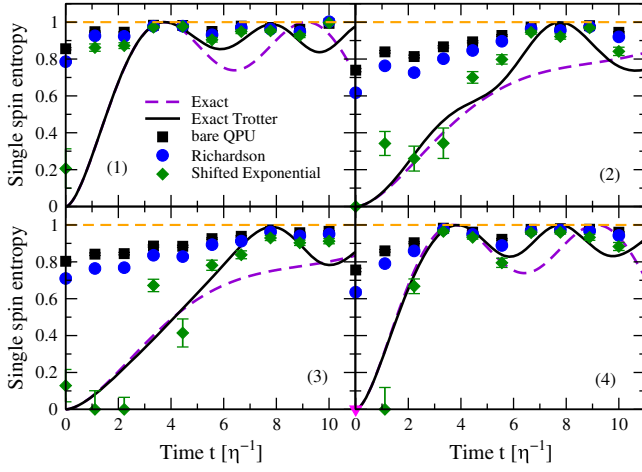 Single spin entropy
1
0.8
0.6
0.4
0.2
0
Exact
Exact Trotter
bare QPU
Richardson
Shifted Exponential
(1)
(2)
Single spin entropy
1
0.8
0.6
0.4
0.2
0
(3)
(4)
0 2 4 6 8 10
0 2 4 6 8 10
Time t [η⁻¹]
Time t [η⁻¹]